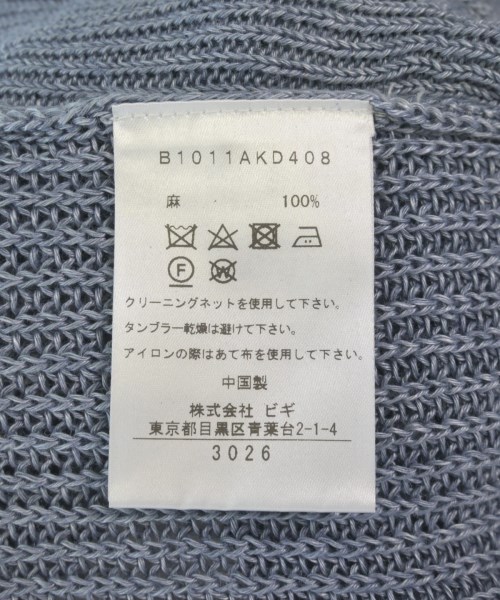 B1011AKD408
麻 100%
F W
クリーニングネットを使用して下さい。
タンブラー乾燥は避けて下さい。
アイロンの際はあて布を使用して下さい。
中国製
株式会社 ビギ
東京都目黒区青葉台2-1-4
3026